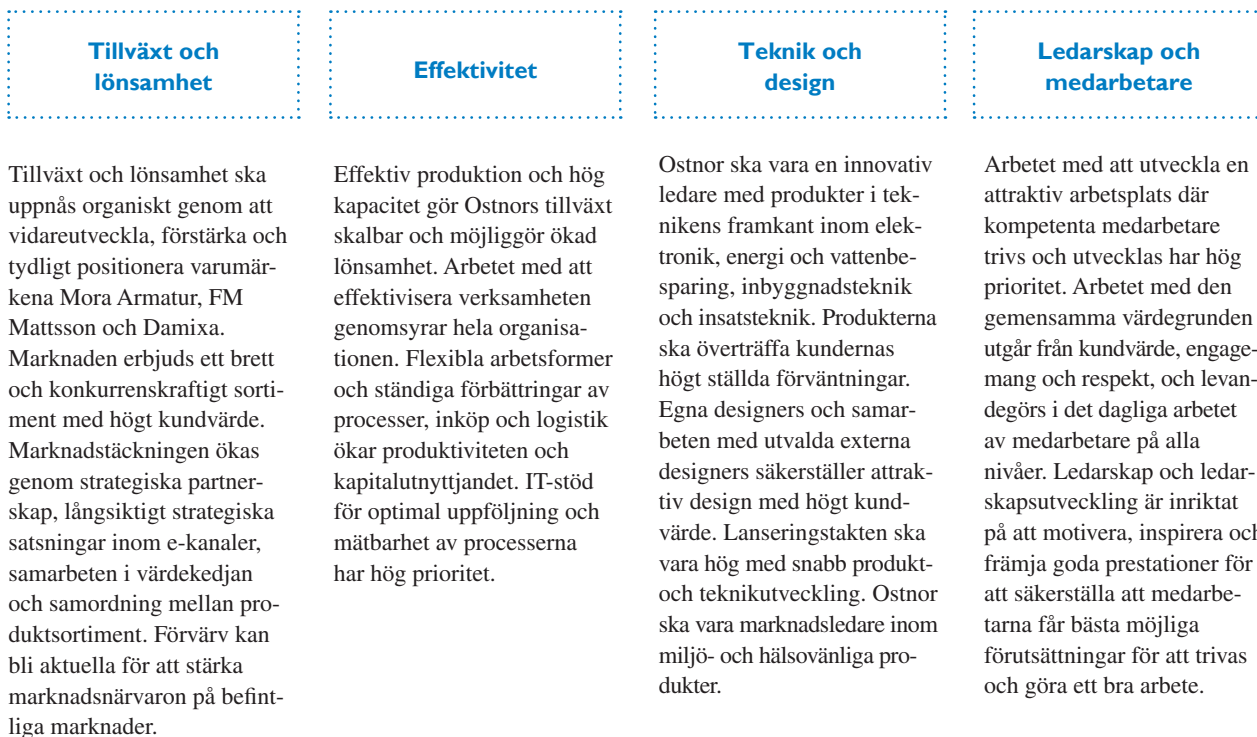 Tillväxt och
lönsamhet
Tillväxt och lönsamhet ska
uppnås organiskt genom att
vidareutveckla, förstärka och
tydligt positionera varumär-
kena Mora Armatur, FM
Mattsson och Damixa.
Marknaden erbjuds ett brett
och konkurrenskraftigt sorti-
ment med högt kundvärde.
Marknadstäckningen ökas
genom strategiska partner-
skap, långsiktigt strategiska
satsningar inom e-kanaler,
samarbeten i värdekedjan
och samordning mellan pro-
duktsortiment. Förvärv kan
bli aktuella för att stärka
marknadsnärvaron på befint-
liga marknader.
Effektivitet
Effektiv produktion och hög
kapacitet gör Ostnors tillväxt
skalbar och möjliggör ökad
lönsamhet. Arbetet med att
effektivisera verksamheten
genomsyrar hela organisa-
tionen. Flexibla arbetsformer
och ständiga förbättringar av
processer, inköp och logistik
ökar produktiviteten och
kapitalutnyttjandet. IT-stöd
för optimal uppföljning och
mätbarhet av processerna
har hög prioritet.
Teknik och
design
Ostnor ska vara en innovativ
ledare med produkter i tek-
nikens framkant inom elek-
tronik, energi och vattenbe-
sparing, inbyggnadsteknik
och insatsteknik. Produkterna
ska överträffa kundernas
högt ställda förväntningar.
Egna designers och samar-
beten med utvalda externa
designers säkerställer attrak-
tiv design med högt kund-
värde. Lanseringstakten ska
vara hög med snabb produkt-
och teknikutveckling. Ostnor
ska vara marknadsledare inom
miljö- och hälsovänliga pro-
dukter.
Ledarskap och
medarbetare
Arbetet med att utveckla en
attraktiv arbetsplats där
kompetenta medarbetare
trivs och utvecklas har hög
prioritet. Arbetet med den
gemensamma värdegrunden
utgår från kundvärde, engage-
mang och respekt, och levan-
degörs i det dagliga arbetet
av medarbetare på alla
nivåer. Ledarskap och ledar-
skapsutveckling är inriktat
på att motivera, inspirera och
främja goda prestationer för
att säkerställa att medarbe-
tarna får bästa möjliga
förutsättningar för att trivas
och göra ett bra arbete.